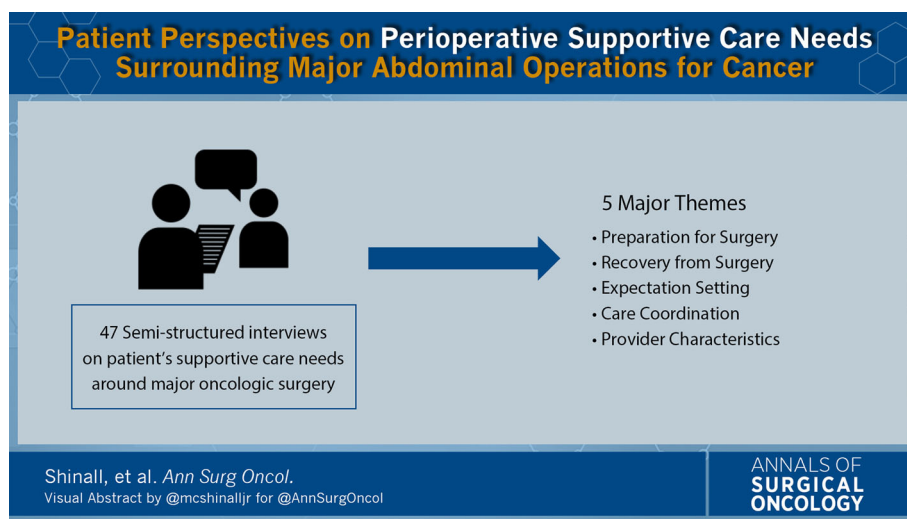 Patient Perspectives on Perioperative Supportive Care Needs
Surrounding Major Abdominal Operations for Cancer
47 Semi-structured interviews
on patient's supportive care needs
around major oncologic surgery
5 Major Themes
• Preparation for Surgery
• Recovery from Surgery
• Expectation Setting
• Care Coordination
• Provider Characteristics
Shinall, et al. Ann Surg Oncol.
Visual Abstract by @mcshinalljr for @AnnSurgOncol
ANNALS OF
SURGICAL
ONCOLOGY